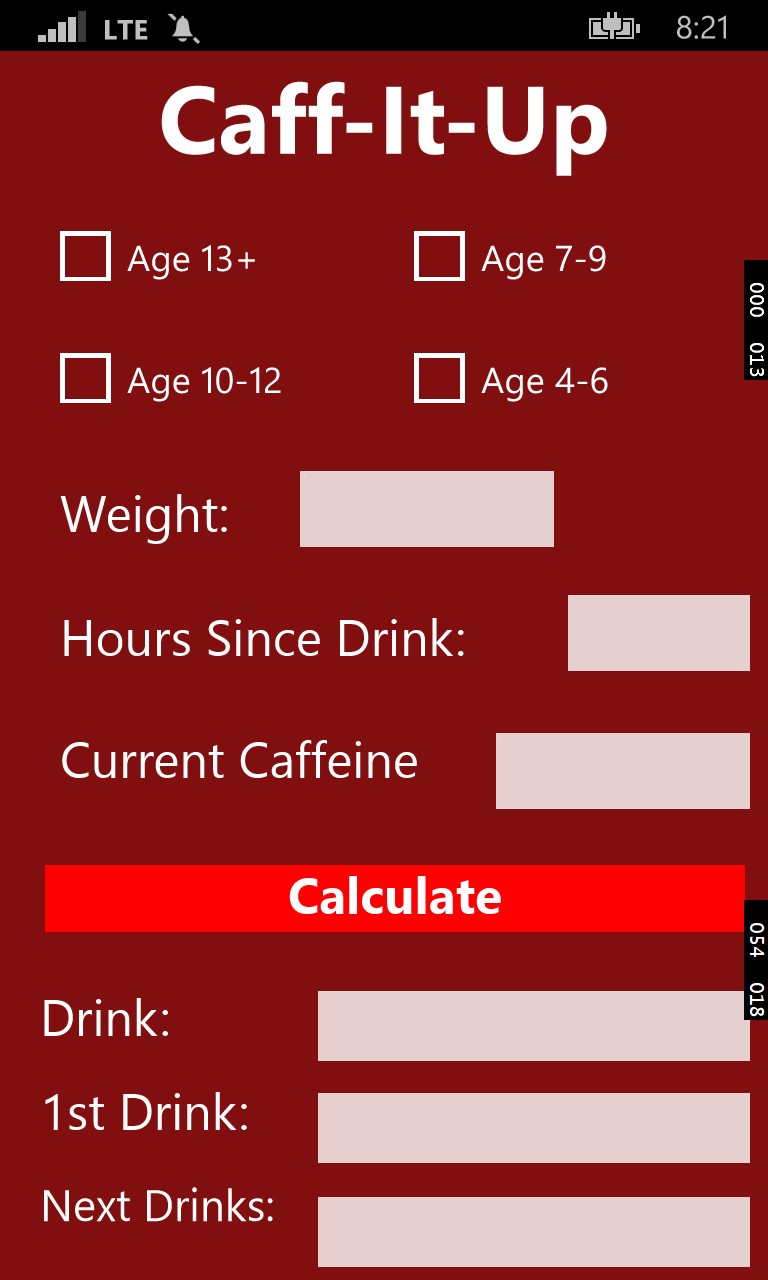 LTE 8:21
Caff-It-Up
Age 13+ Age 7-9
000 013
Age 10-12 Age 4-6
Weight:
Hours Since Drink:
Current Caffeine
Calculate
054 018
Drink:
1st Drink:
Next Drinks: